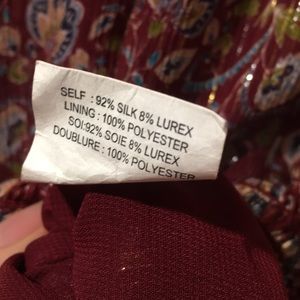 SELF : 92% SILK 8% LUREX
LINING : 100% POLYESTER
SOI:92% SOIE 8% LUREX
DOUBLURE : 100% POLYESTER